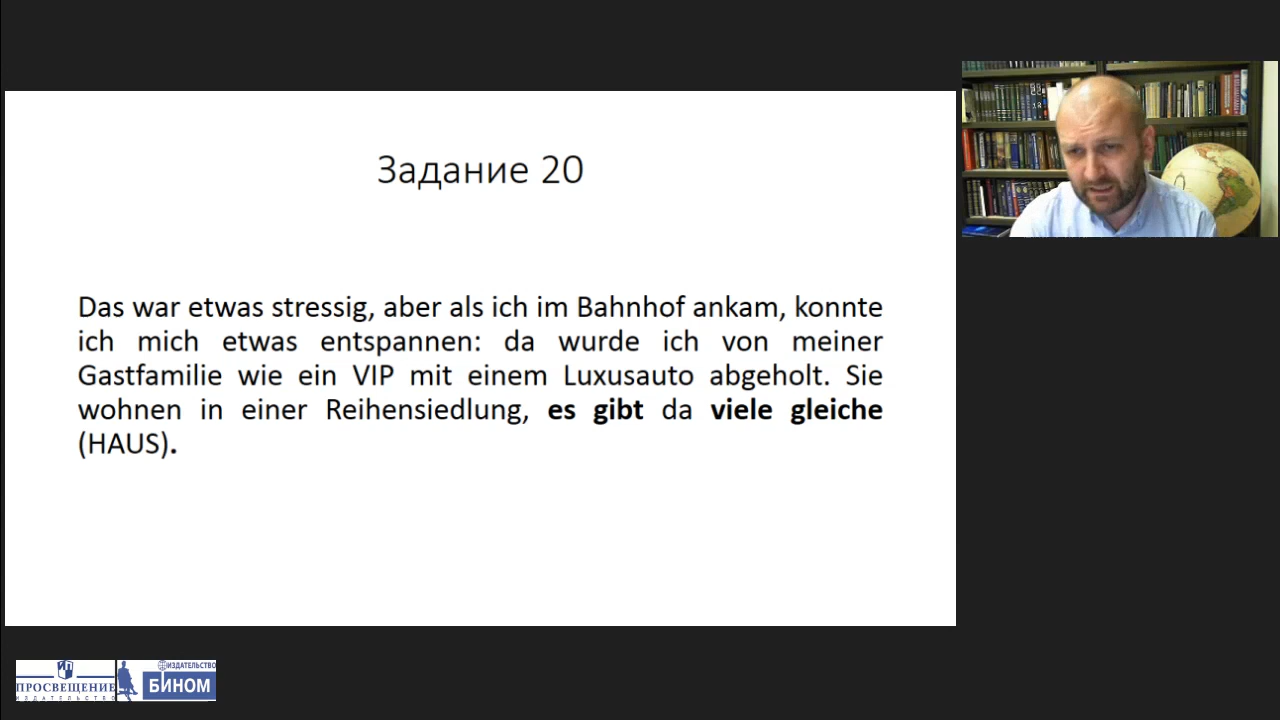 Задание 20
Das war etwas stressig, aber als ich im Bahnhof ankam, konnte
ich mich etwas entspannen: da wurde ich von meiner
Gastfamilie wie ein VIP mit einem Luxusauto abgeholt. Sie
wohnen in einer Reihensiedlung, es gibt da viele gleiche
(HAUS).
ПРОСВЕЩЕНИЕ
ИЗДАТЕЛЬСТВО
ИЗДАТЕЛЬСТВО
БИНОМ